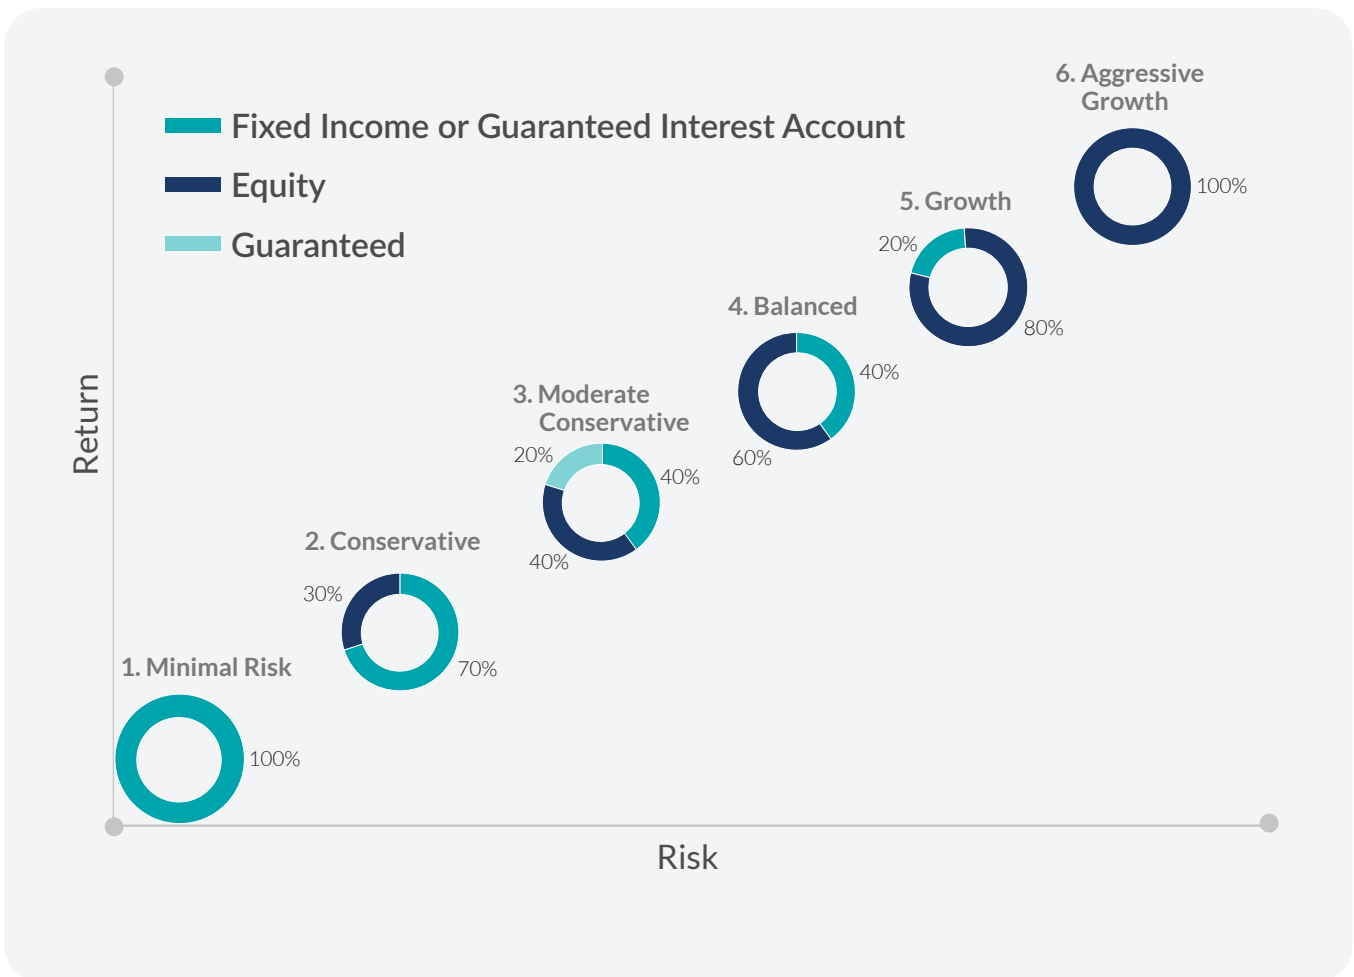 6. Aggressive
Growth
100%
Fixed Income or Guaranteed Interest Account
Equity
Guaranteed
5. Growth
20%
80%
4. Balanced
40%
60%
Return
3. Moderate
Conservative
20%
40%
40%
2. Conservative
30%
70%
1. Minimal Risk
100%
Risk